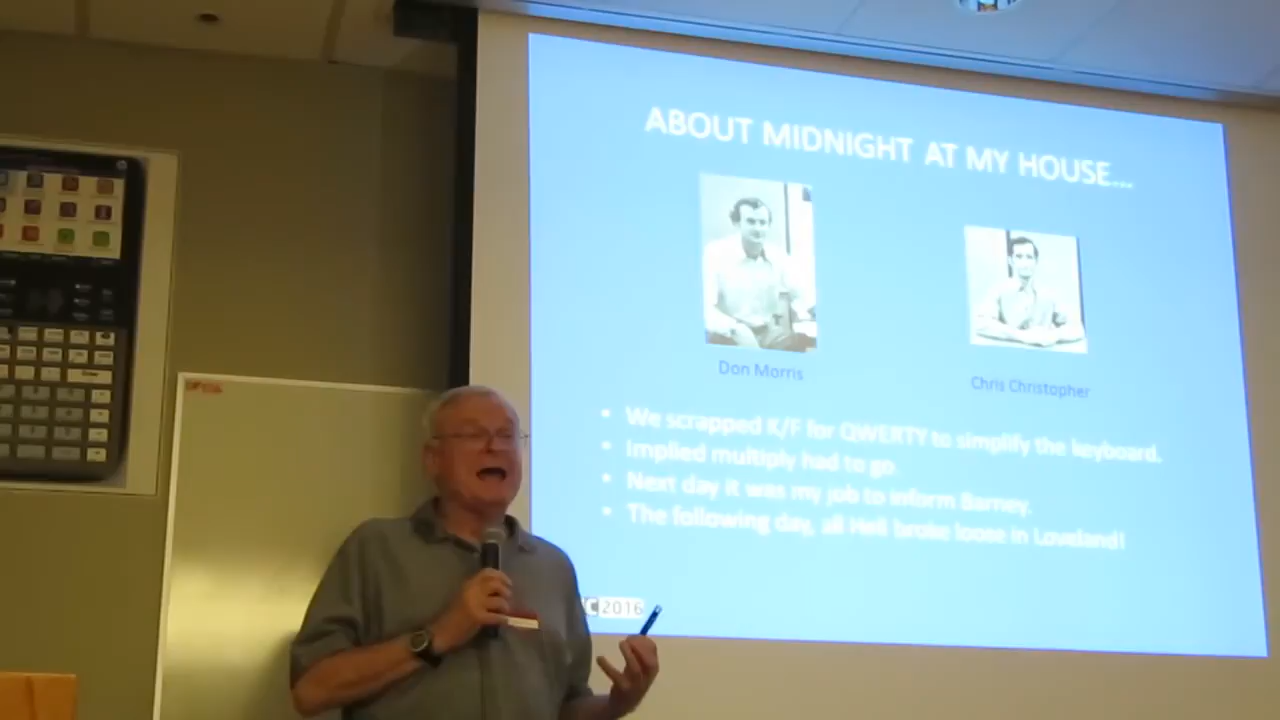 ABOUT MIDNIGHT AT MY HOUSE...
Don Morris
Chris Christopher
• We scrapped K/F for QWERTY to simplify the keyboard.
• Implied multiply had to go.
• Next day it was my job to inform Barney.
• The following day, all Hell broke loose in Loveland!
C 2016